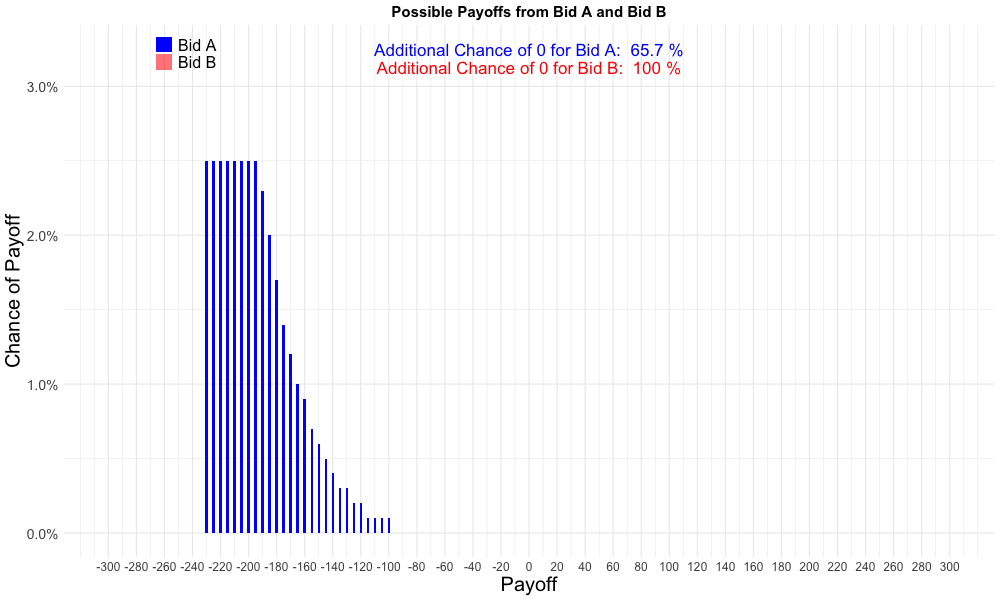 Possible Payoffs from Bid A and Bid B
Bid A
Bid B
Additional Chance of 0 for Bid A:  65.7 %
Additional Chance of 0 for Bid B:  100 %
Chance of Payoff
3.0%
2.0%
1.0%
0.0%
-300 -280 -260 -240 -220 -200 -180 -160 -140 -120 -100 -80 -60 -40 -20 0 20 40 60 80 100 120 140 160 180 200 220 240 260 280 300
Payoff